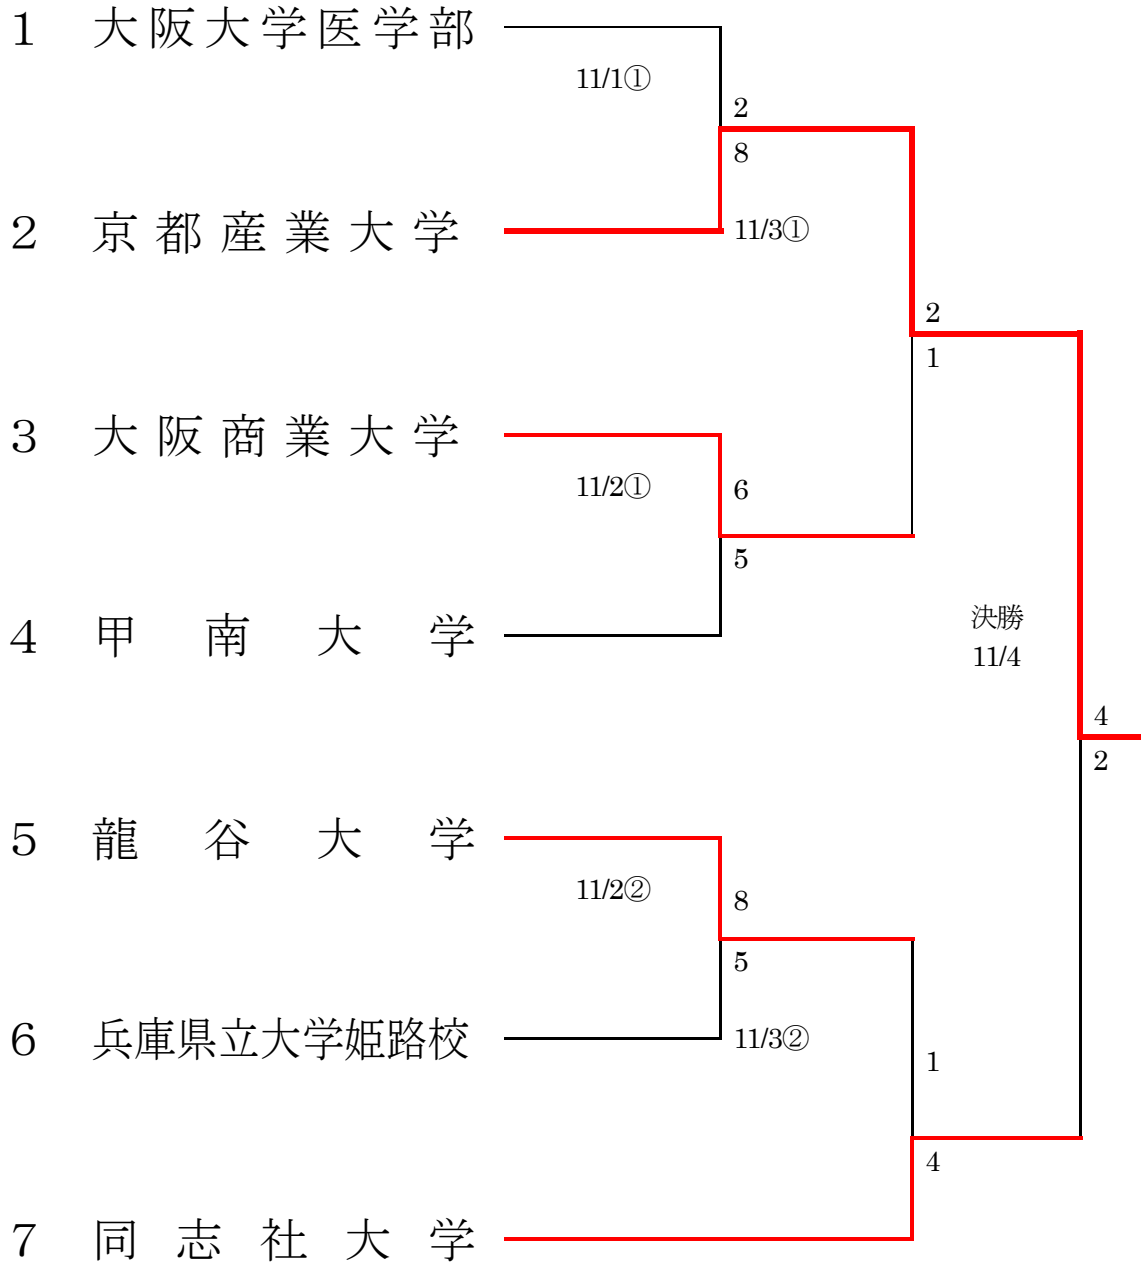 1 大阪大学医学部
11/1①
2
8
2 京都産業大学
11/3①
2
1
3 大阪商業大学
11/2①
6
5
4 甲南大学
決勝
11/4
4
2
5 龍谷大学
11/2②
8
5
6 兵庫県立大学姫路校
11/3②
1
4
7 同志社大学